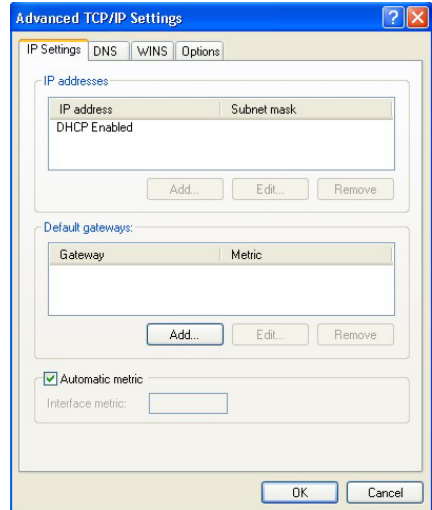 Advanced TCP/IP Settings
IP Settings DNS WINS Options
IP addresses
IP address Subnet mask
DHCP Enabled
Add... Edit... Remove
Default gateways:
Gateway Metric
Add... Edit... Remove
Automatic metric
Interface metric:
OK Cancel